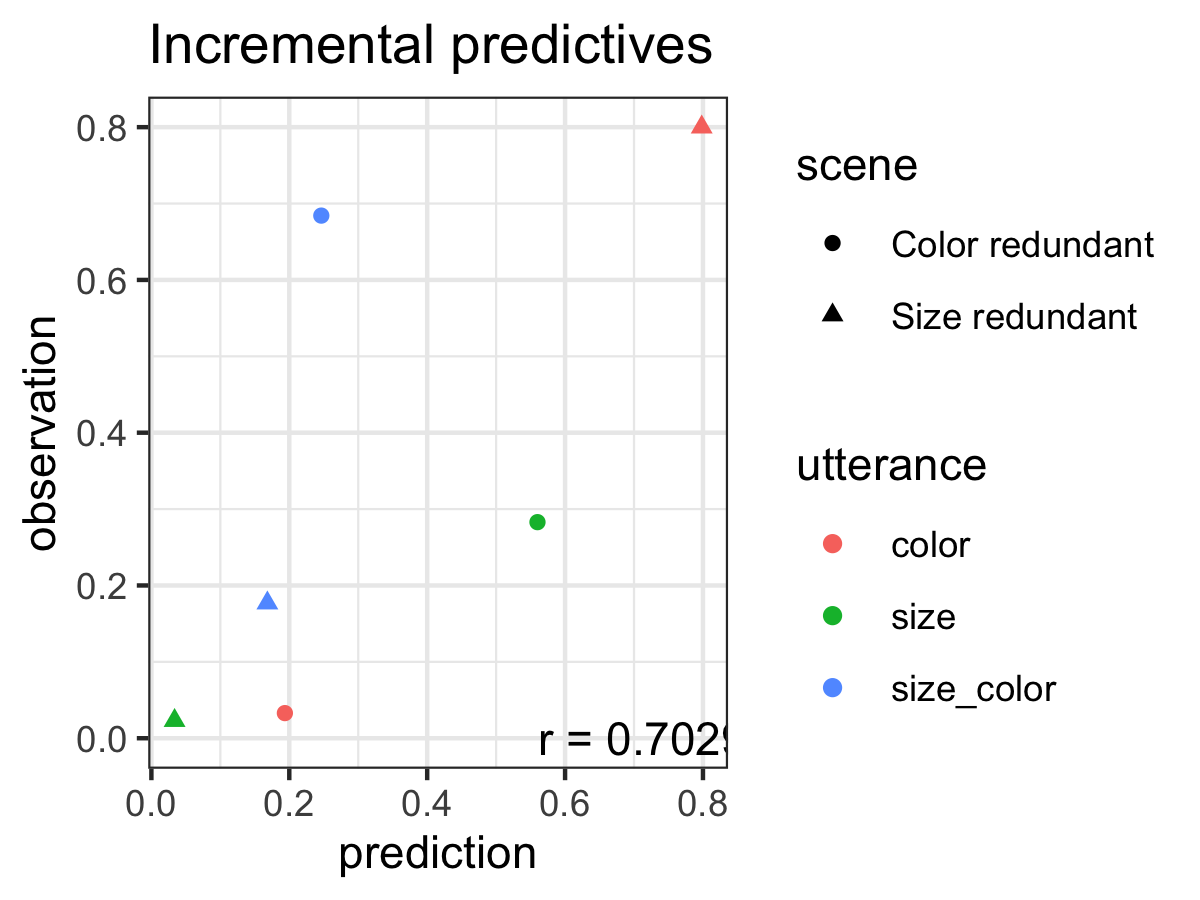 Incremental predictives
observation
0.8
0.6
0.4
0.2
0.0
r = 0.702
0.0 0.2 0.4 0.6 0.8
prediction
scene
Color redundant
Size redundant
utterance
color
size
size_color